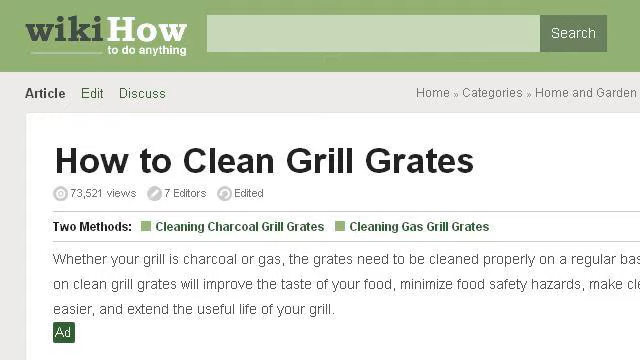 wikiHow
to do anything
Search
Article Edit Discuss
Home » Categories » Home and Garden
How to Clean Grill Grates
73,521 views 7 Editors Edited
Two Methods: Cleaning Charcoal Grill Grates Cleaning Gas Grill Grates
Whether your grill is charcoal or gas, the grates need to be cleaned properly on a regular
on clean grill grates will improve the taste of your food, minimize food safety hazards, make
easier, and extend the useful life of your grill.
Ad